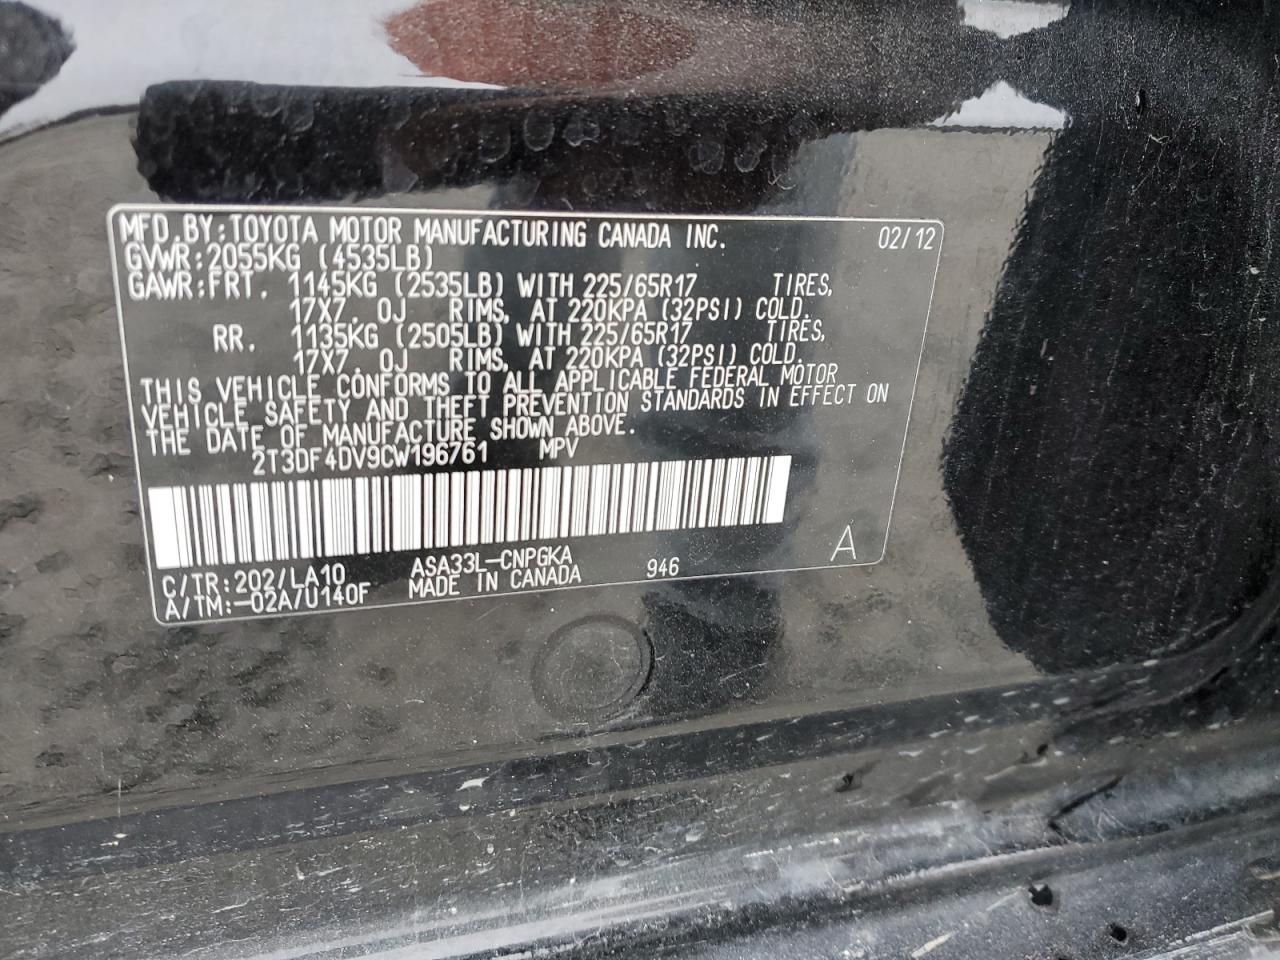 MFD.BY:TOYOTA MOTOR MANUFACTURING CANADA INC. 02/12
GVWR:2055KG (4535LB)
GAWR:FRT. 1145KG (2535LB) WITH 225/65R17 TIRES,
17X7.0J RIMS, AT 220KPA (32PSI) COLD.
RR. 1135KG (2505LB) WITH 225/65R17 TIRES,
17X7.0J RIMS, AT 220KPA (32PSI) COLD.
THIS VEHICLE CONFORMS TO ALL APPLICABLE FEDERAL MOTOR
VEHICLE SAFETY AND THEFT PREVENTION STANDARDS IN EFFECT ON
THE DATE OF MANUFACTURE SHOWN ABOVE.
2T3DF4DV9CW196761 MPV
C/TR:202/LA10 ASA33L-CNPGKA 946 A
A/TM:-02A/U140F MADE IN CANADA